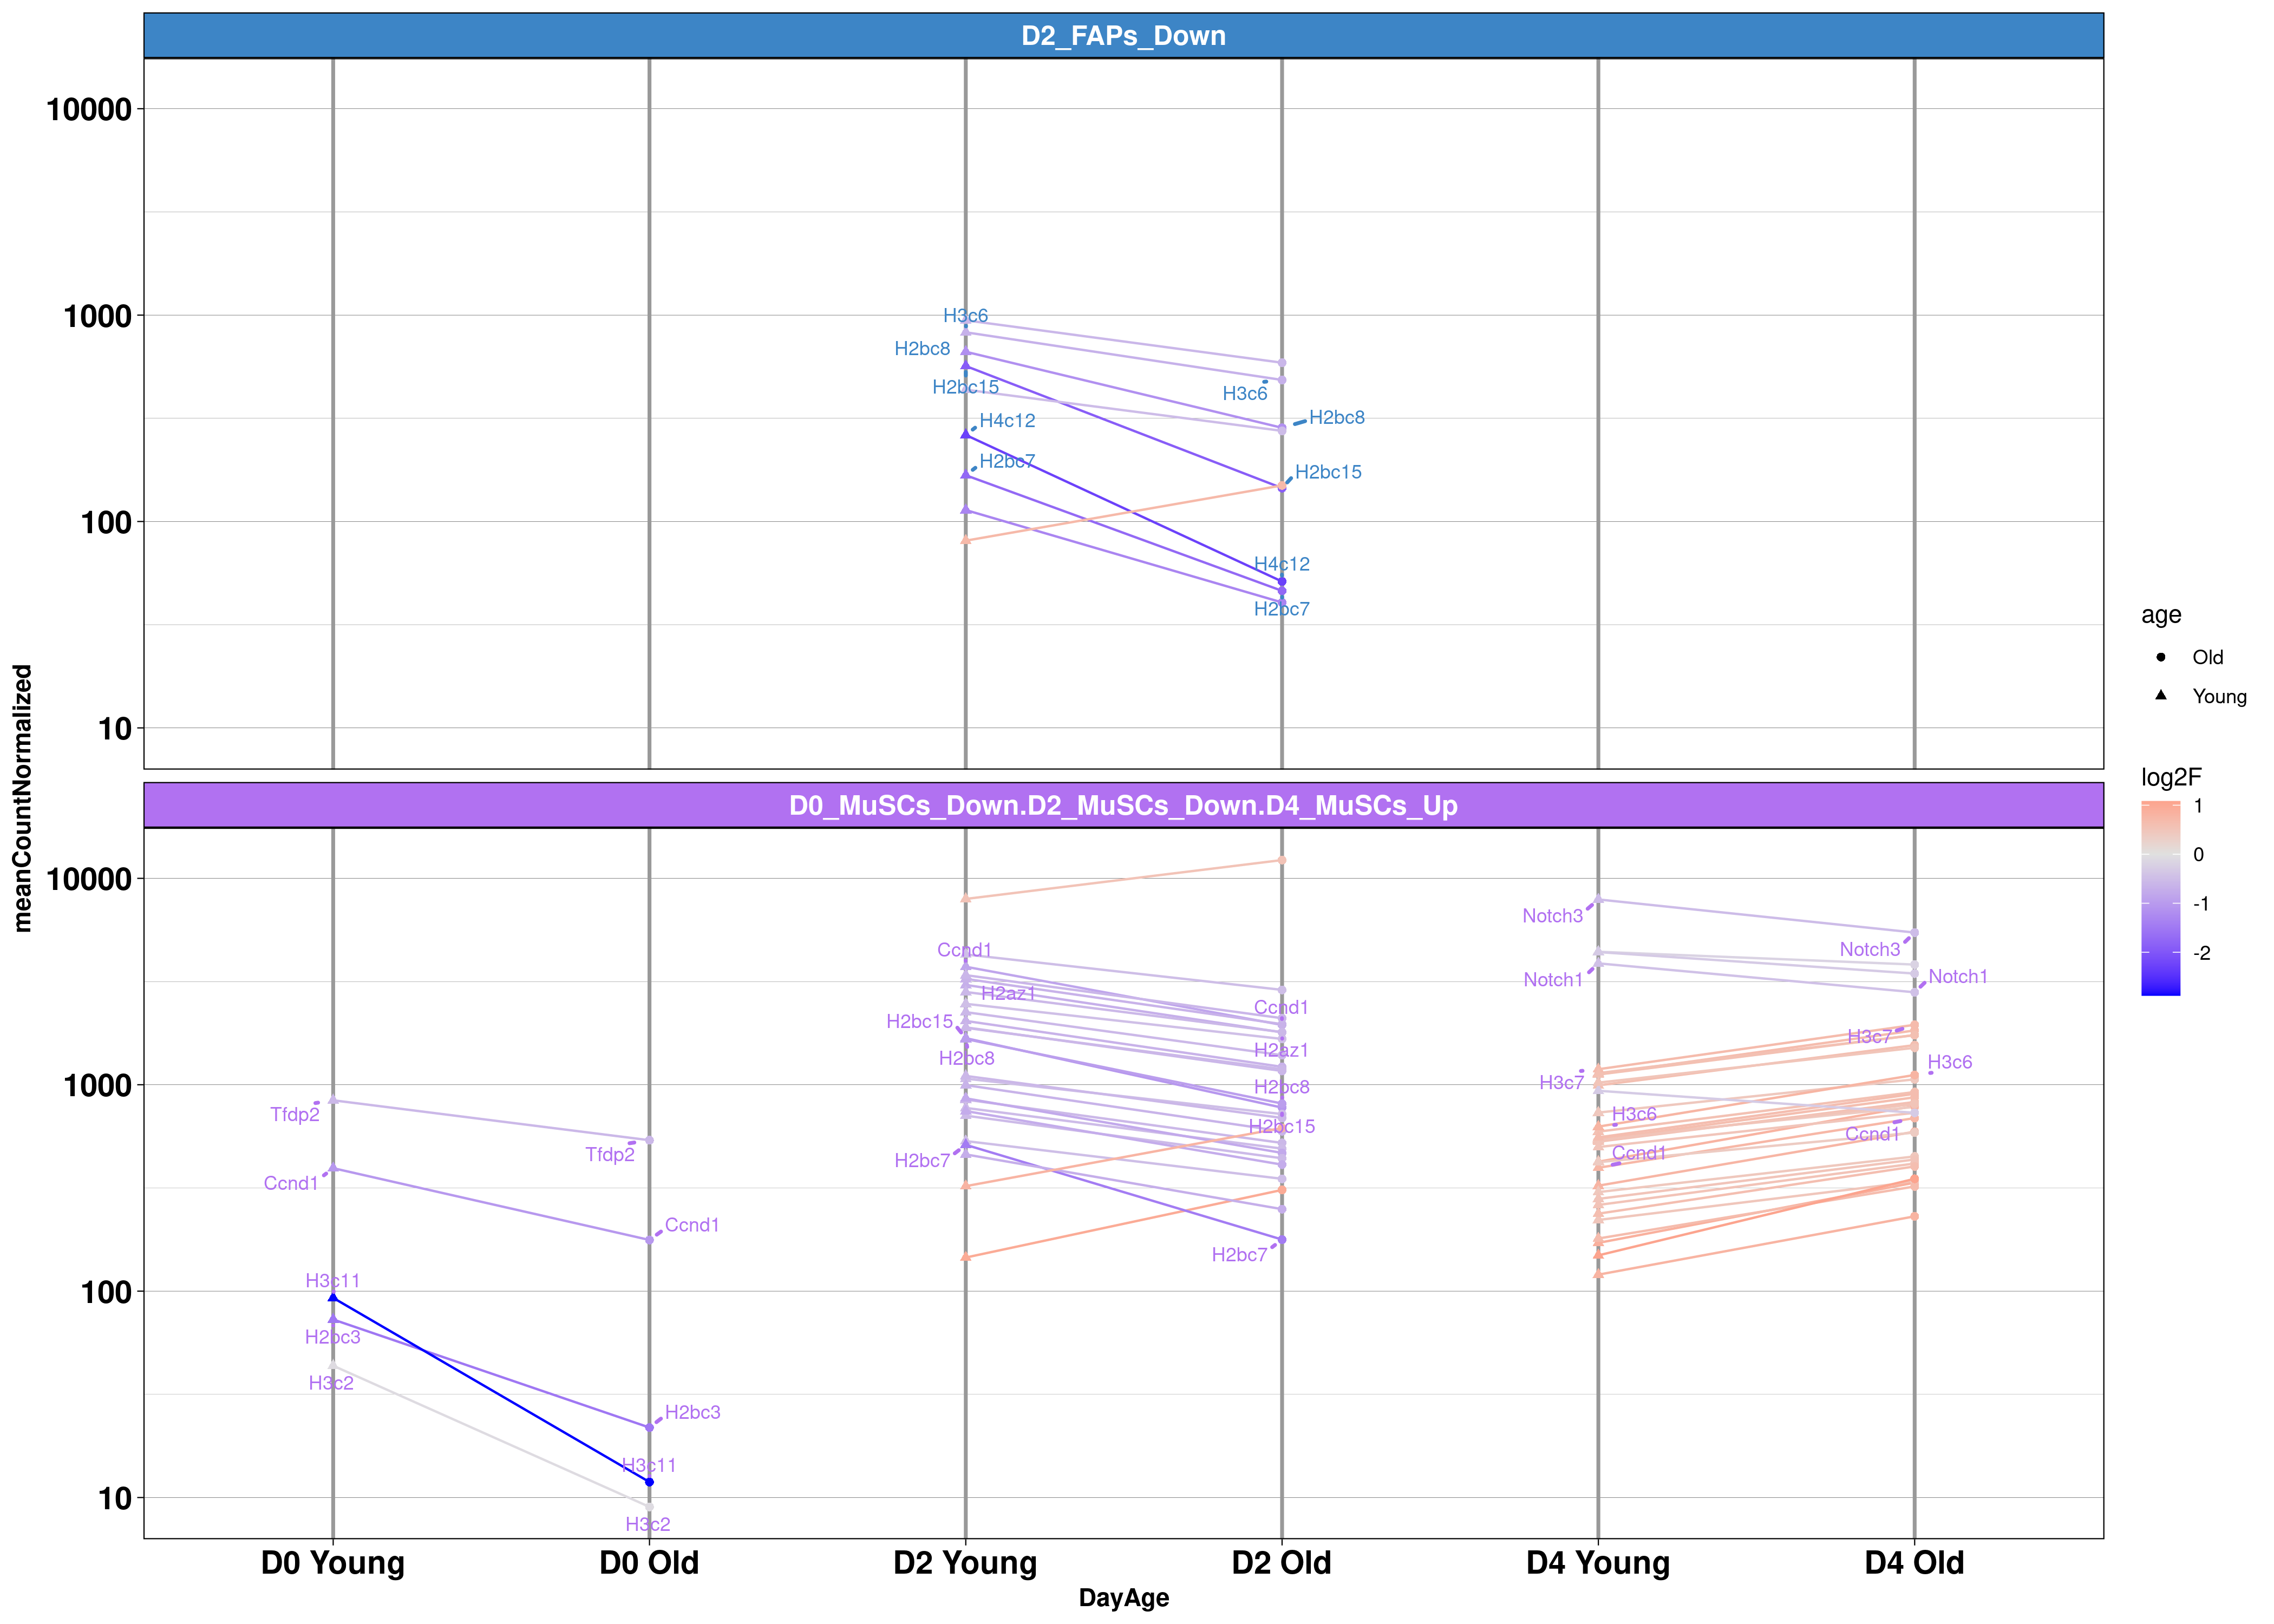 D2_FAPs_Down
10000
1000
100
10
H3c6
H2bc8
H2bc15
H4c12
H2bc7
H3c6
H2bc8
H2bc15
H4c12
H2bc7
meanCountNormalized
D0_MuSCs_Down.D2_MuSCs_Down.D4_MuSCs_Up
10000
1000
100
10
Tfdp2
Ccnd1
H3c11
H2bc3
H3c2
Tfdp2
Ccnd1
H2bc3
H3c11
H3c2
Ccnd1
H2az1
H2bc15
H2bc8
H2bc7
Ccnd1
H2az1
H2bc8
H2bc15
H2bc7
Notch3
Notch1
H3c7
H3c6
Ccnd1
Notch3
Notch1
H3c7
H3c6
Ccnd1
D0 Young
D0 Old
D2 Young
D2 Old
D4 Young
D4 Old
DayAge
age
Old
Young
log2F
1
0
-1
-2